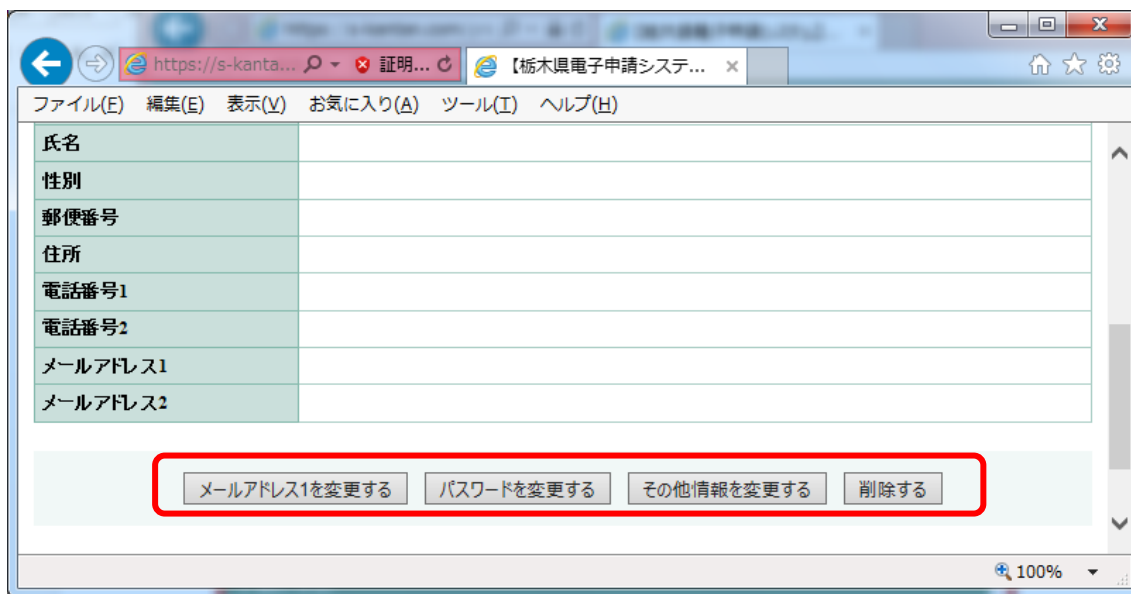 https://s-kanta... 証明... 【栃木県電子申請システ...
ファイル(F) 編集(E) 表示(V) お気に入り(A) ツール(T) ヘルプ(H)
氏名
性別
郵便番号
住所
電話番号1
電話番号2
メールアドレス1
メールアドレス2
メールアドレス1を変更する パスワードを変更する その他情報を変更する 削除する
100%